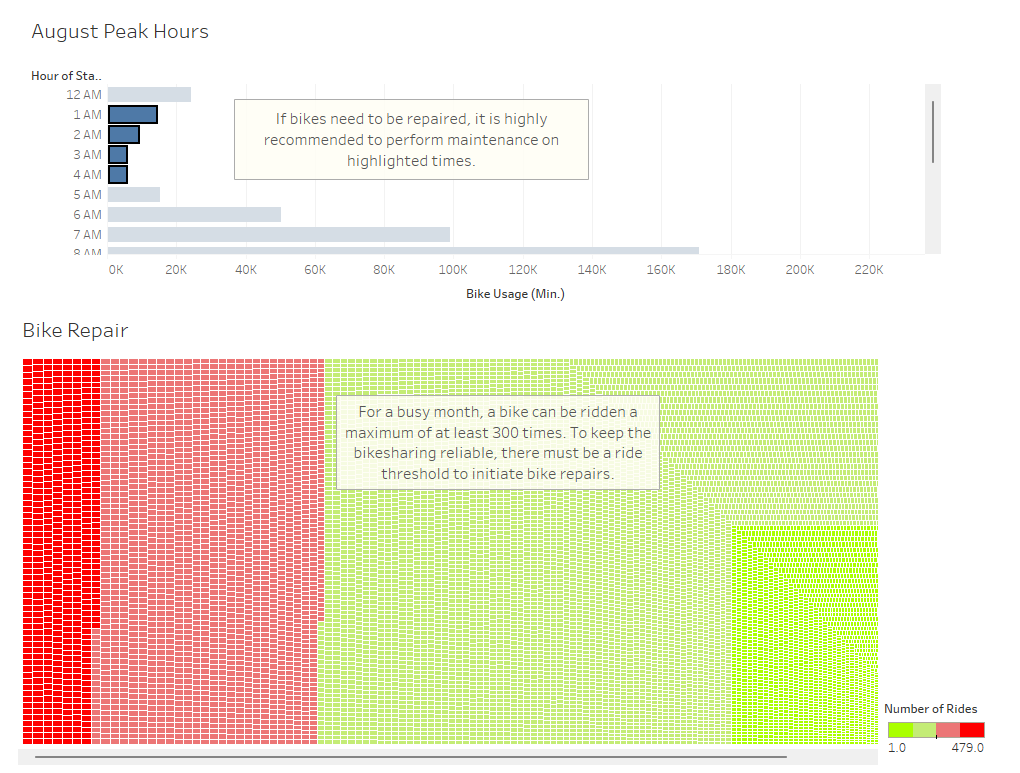 August Peak Hours
Hour of Sta..
12 AM
1 AM
2 AM
3 AM
4 AM
5 AM
6 AM
7 AM
8 AM
If bikes need to be repaired, it is highly
recommended to perform maintenance on
highlighted times.
0K 20K 40K 60K 80K 100K 120K 140K 160K 180K 200K 220K
Bike Usage (Min.)
Bike Repair
For a busy month, a bike can be ridden a
maximum of at least 300 times. To keep the
bikesharing reliable, there must be a ride
threshold to initiate bike repairs.
Number of Rides
1.0 479.0